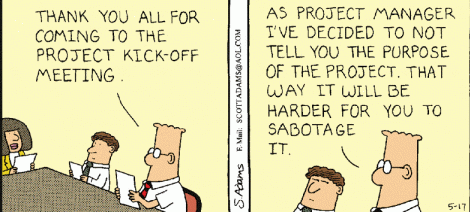 THANK YOU ALL FOR
COMING TO THE
PROJECT KICK-OFF
MEETING.
S.Adams
E-Mail: SCOTTADAMS@AOL.COM
AS PROJECT MANAGER
I'VE DECIDED TO NOT
TELL YOU THE PURPOSE
OF THE PROJECT. THAT
WAY IT WILL BE
HARDER FOR YOU TO
SABOTAGE
IT.
5-17